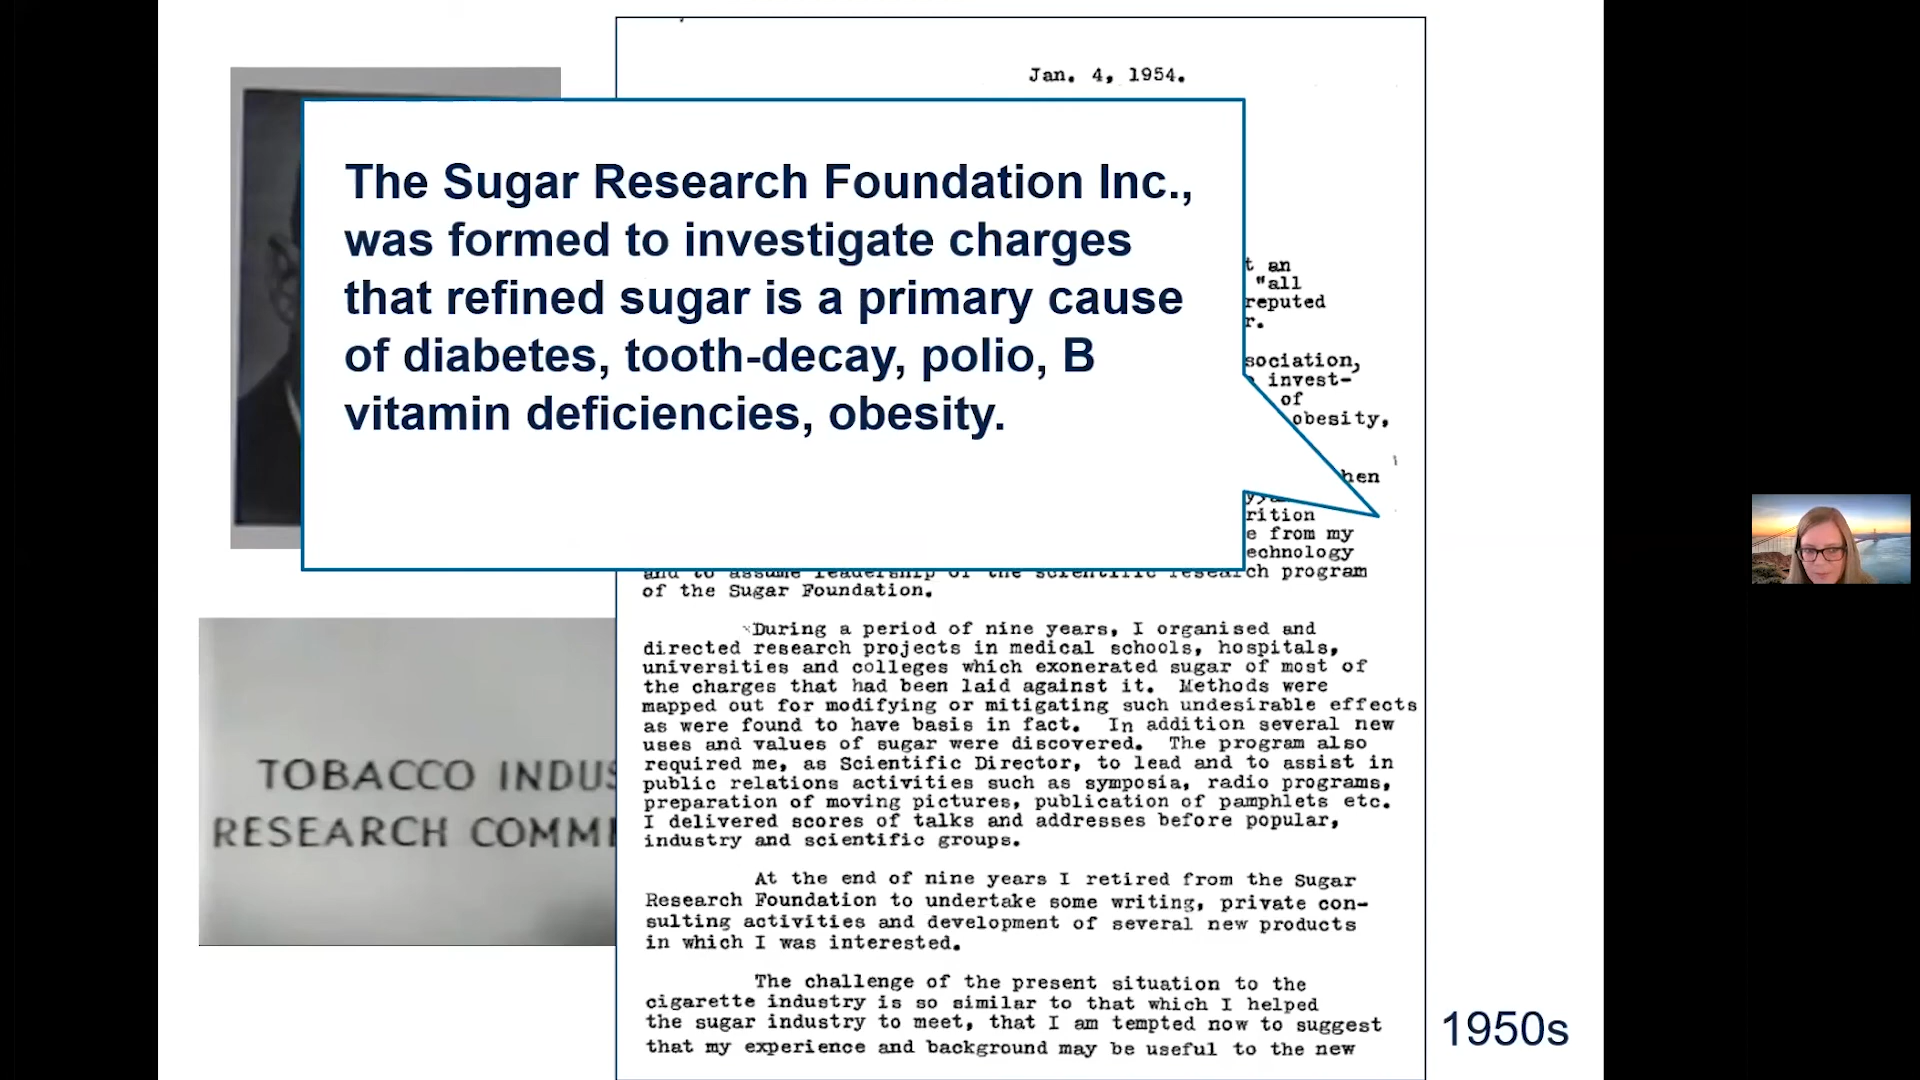 Jan. 4, 1954.
The Sugar Research Foundation Inc.,
was formed to investigate charges
that refined sugar is a primary cause
of diabetes, tooth-decay, polio, B
vitamin deficiencies, obesity.
an
"all
reputed
invest-
of
obesity,
from my
and to assume leadership of the scientific research program
of the Sugar Foundation.
During a period of nine years, I organised and
directed research projects in medical schools, hospitals,
universities and colleges which exonerated sugar of most of
the charges that had been laid against it. Methods were
mapped out for modifying or mitigating such undesirable effects
as were found to have basis in fact. In addition several new
uses and values of sugar were discovered. The program also
required me, as Scientific Director, to lead and to assist in
public relations activities such as symposia, radio programs,
preparation of moving pictures, publication of pamphlets etc.
I delivered scores of talks and addresses before popular,
industry and scientific groups.
At the end of nine years I retired from the Sugar
Research Foundation to undertake some writing, private con-
sulting activities and development of several new products
in which I was interested.
The challenge of the present situation to the
cigarette industry is so similar to that which I helped
the sugar industry to meet, that I am tempted now to suggest
that my experience and background may be useful to the new
TOBACCO INDUS
RESEARCH COMM
1950s